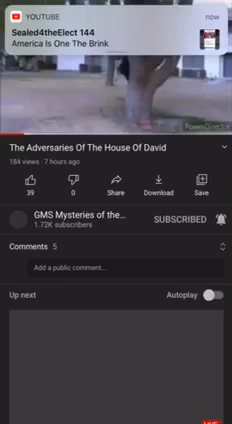 YOUTUBE
now
Sealed4theElect 144
America Is One The Brink
PowerDirector
The Adversaries Of The House Of David
184 views · 7 hours ago
39
0
Share
Download
Save
GMS Mysteries of the...
SUBSCRIBED
1.72K subscribers
Comments 5
Add a public comment...
Up next
Autoplay
LIVE